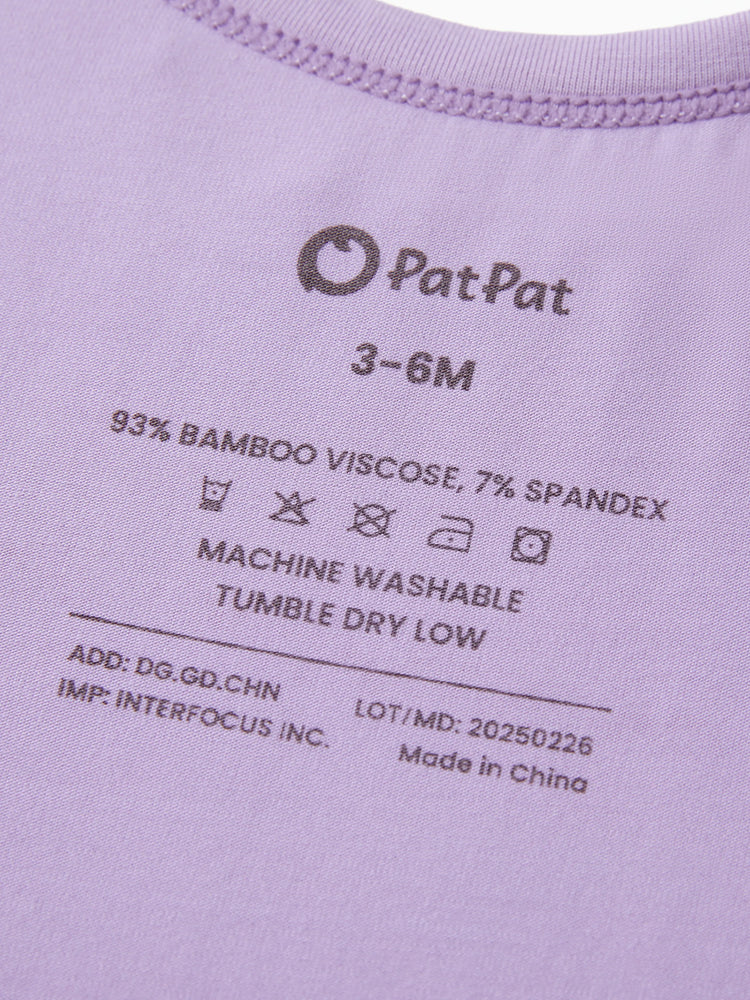 PatPat
3-6M
93% BAMBOO VISCOSE, 7% SPANDEX
MACHINE WASHABLE
TUMBLE DRY LOW
ADD: DG.GD.CHN
IMP: INTERFOCUS INC.
LOT/MD: 20250226
Made in China